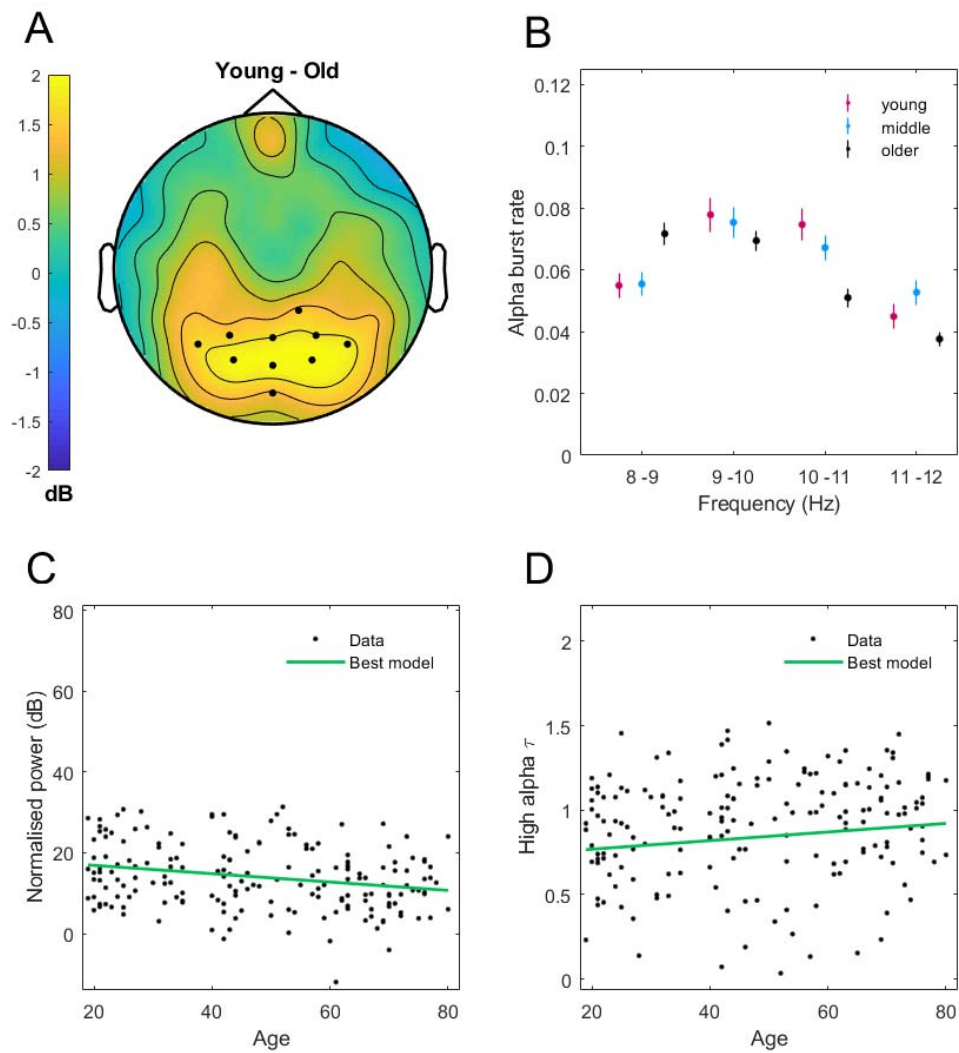 A
Young - Old
2
1.5
1
0.5
0
-0.5
-1
-1.5
-2
dB
B
0.12
0.1
0.08
0.06
0.04
0.02
0
Alpha burst rate
young
middle
older
8 -9
9 -10
10 -11
11 -12
Frequency (Hz)
C
80
60
40
20
0
Normalised power (dB)
Data
Best model
20
40
60
80
Age
D
2
1.5
1
0.5
0
High alpha τ
Data
Best model
20
40
60
80
Age